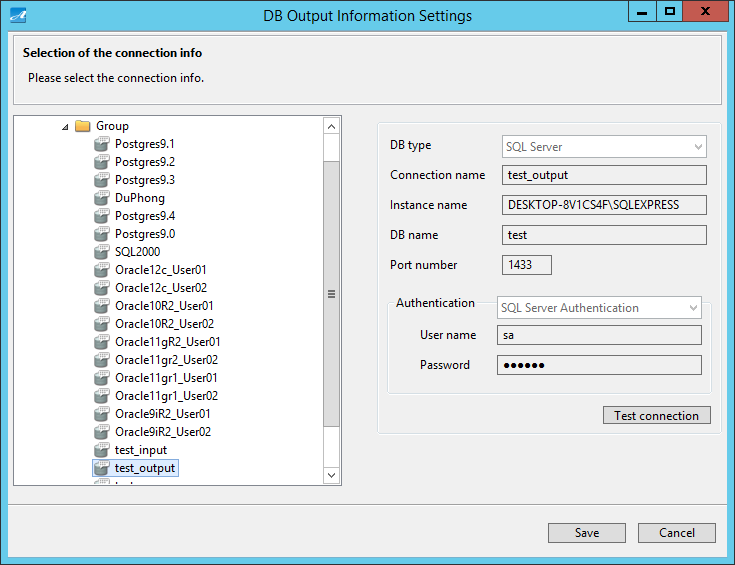 DB Output Information Settings
Selection of the connection info
Please select the connection info.
Group
Postgres9.1
Postgres9.2
Postgres9.3
DuPhong
Postgres9.4
Postgres9.0
SQL2000
Oracle12c_User01
Oracle12c_User02
Oracle10R2_User01
Oracle10R2_User02
Oracle11gR2_User01
Oracle11gr2_User02
Oracle11gr1_User01
Oracle11gr1_User02
Oracle9iR2_User01
Oracle9iR2_User02
test_input
test_output
DB type SQL Server
Connection name test_output
Instance name DESKTOP-8V1CS4F\SQLEXPRESS
DB name test
Port number 1433
Authentication SQL Server Authentication
User name sa
Password ●●●●●●
Test connection
Save Cancel